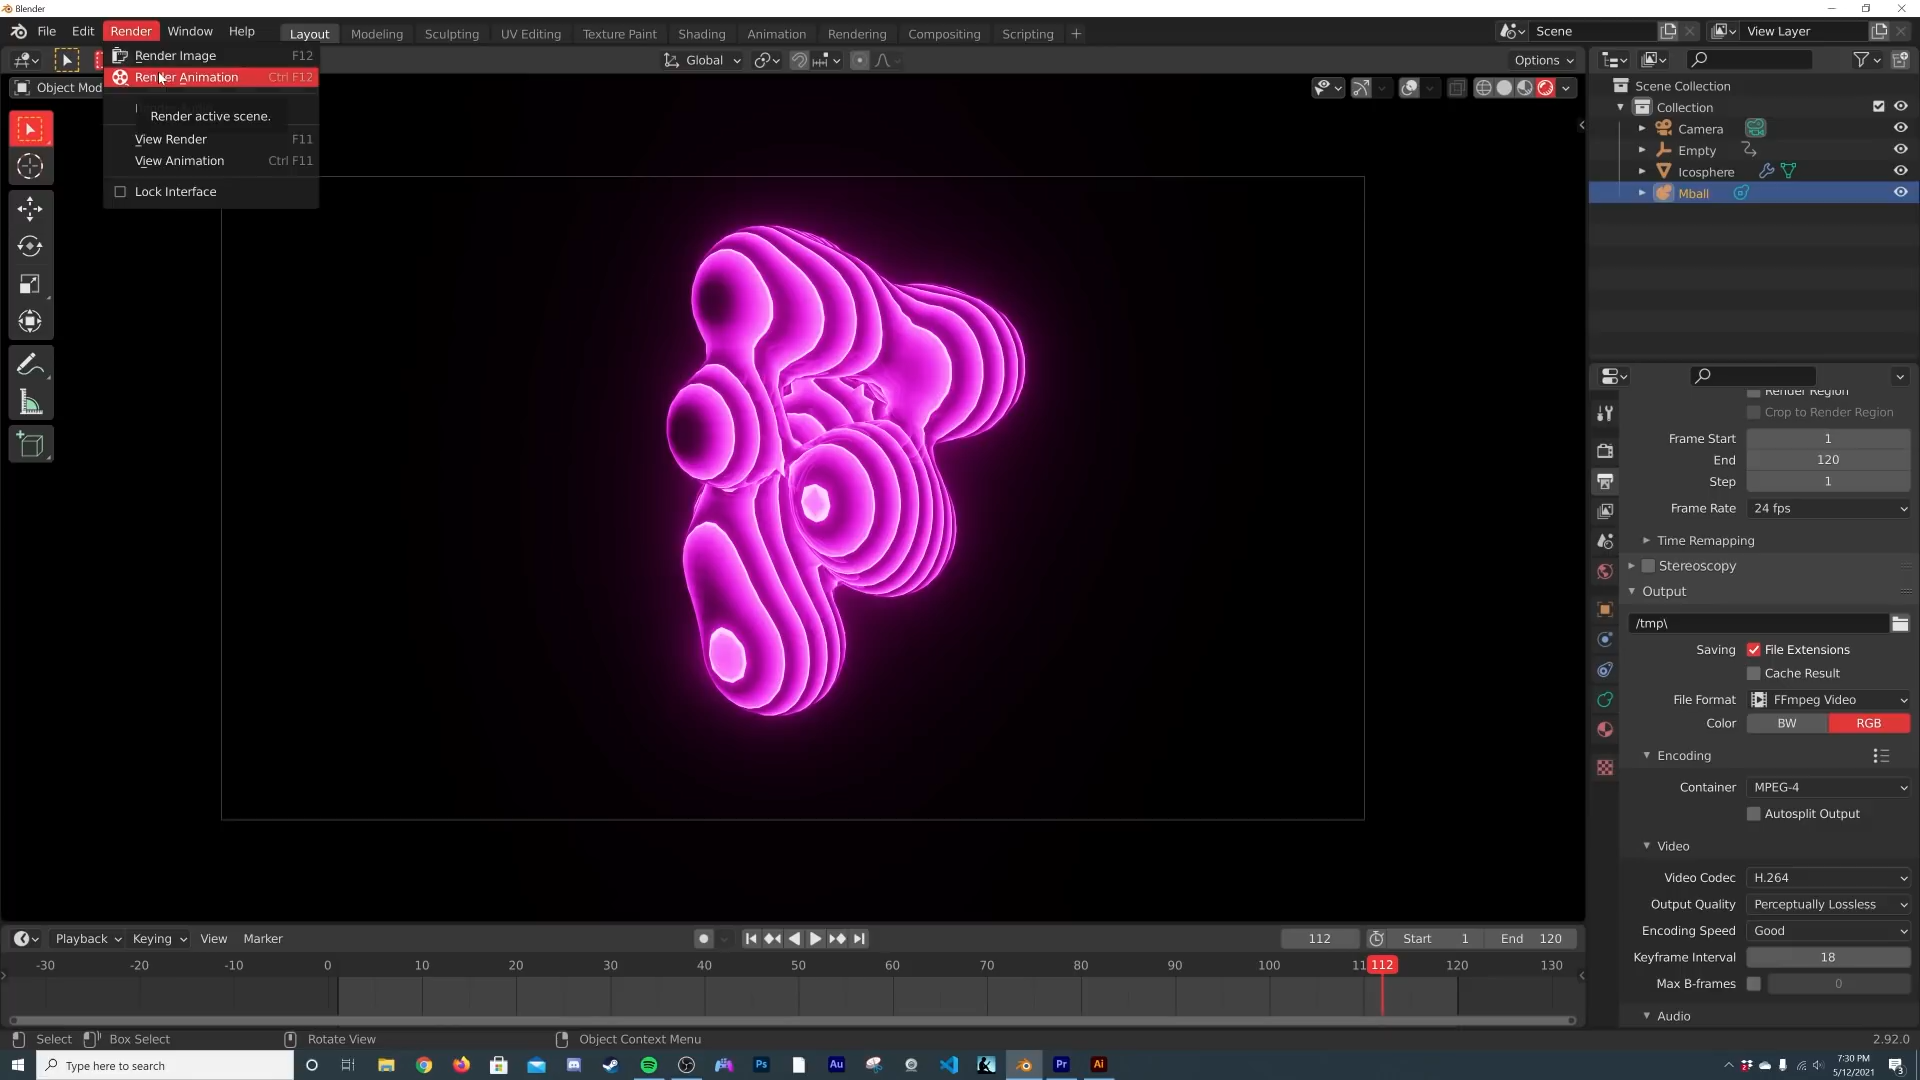 Blender
File Edit Render Window Help
Layout Modeling Sculpting UV Editing Texture Paint Shading Animation Rendering Compositing Scripting +
Scene
View Layer
Render Image F12
Render Animation Ctrl F12
Render active scene.
View Render F11
View Animation Ctrl F11
Lock Interface
Global
Options
Object Mod
Scene Collection
Collection
Camera
Empty
Icosphere
Mball
Render Region
Crop to Render Region
Frame Start 1
End 120
Step 1
Frame Rate 24 fps
Time Remapping
Stereoscopy
Output
/tmp\
Saving File Extensions
Cache Result
File Format FFmpeg Video
Color BW RGB
Encoding
Container MPEG-4
Autosplit Output
Video
Video Codec H.264
Output Quality Perceptually Lossless
Encoding Speed Good
Keyframe Interval 18
Max B-frames 0
Audio
Playback Keying View Marker
112 Start 1 End 120
-30 -20 -10 0 10 20 30 40 50 60 70 80 90 100 11 112 120 130
Select Box Select Rotate View Object Context Menu 2.92.0
Type here to search
Ps Au Pr Ai
7:30 PM
5/12/2021
3